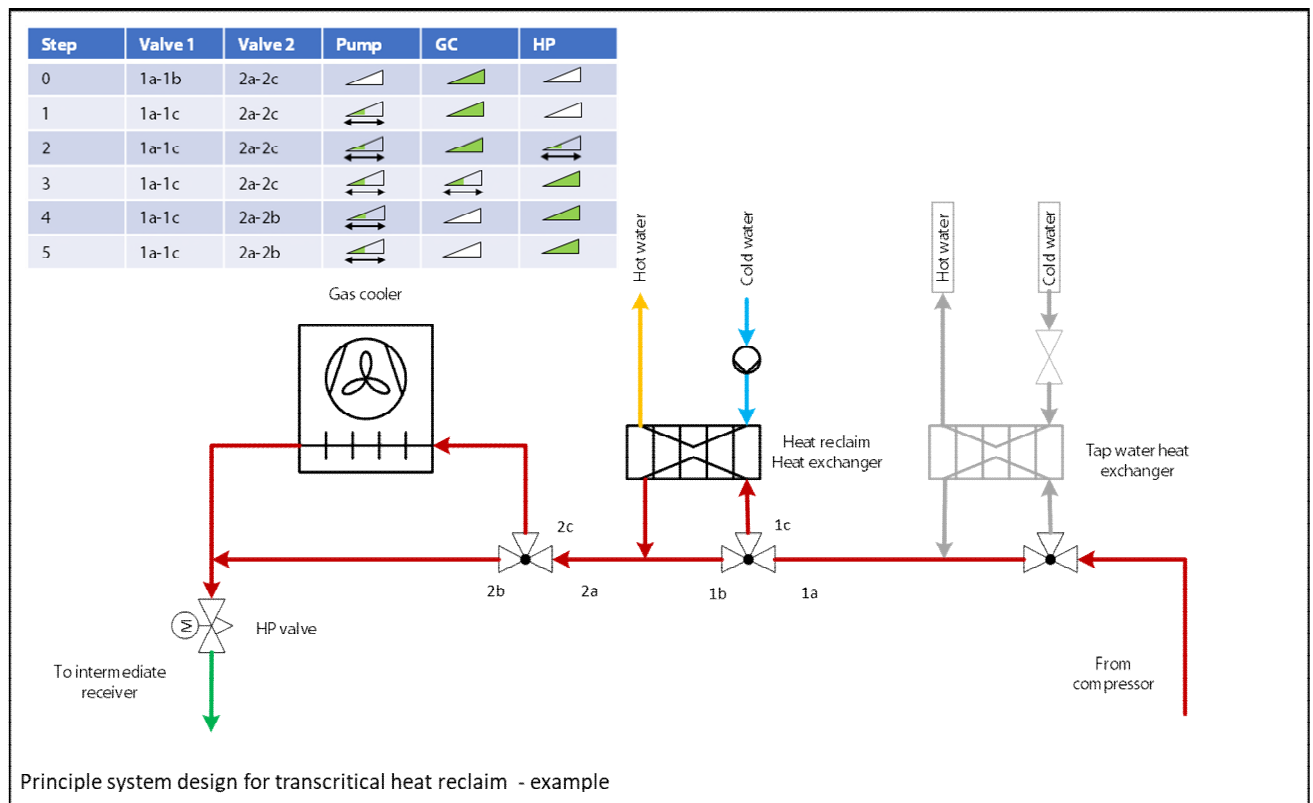 Step Valve 1 Valve 2 Pump GC HP
0 1a-1b 2a-2c
1 1a-1c 2a-2c
2 1a-1c 2a-2c
3 1a-1c 2a-2c
4 1a-1c 2a-2b
5 1a-1c 2a-2b
Hot water
Cold water
Hot water
Cold water
Gas cooler
Heat reclaim
Heat exchanger
Tap water heat
exchanger
2c
1c
2b
2a
1b
1a
M
HP valve
To intermediate
receiver
From
compressor
Principle system design for transcritical heat reclaim - example